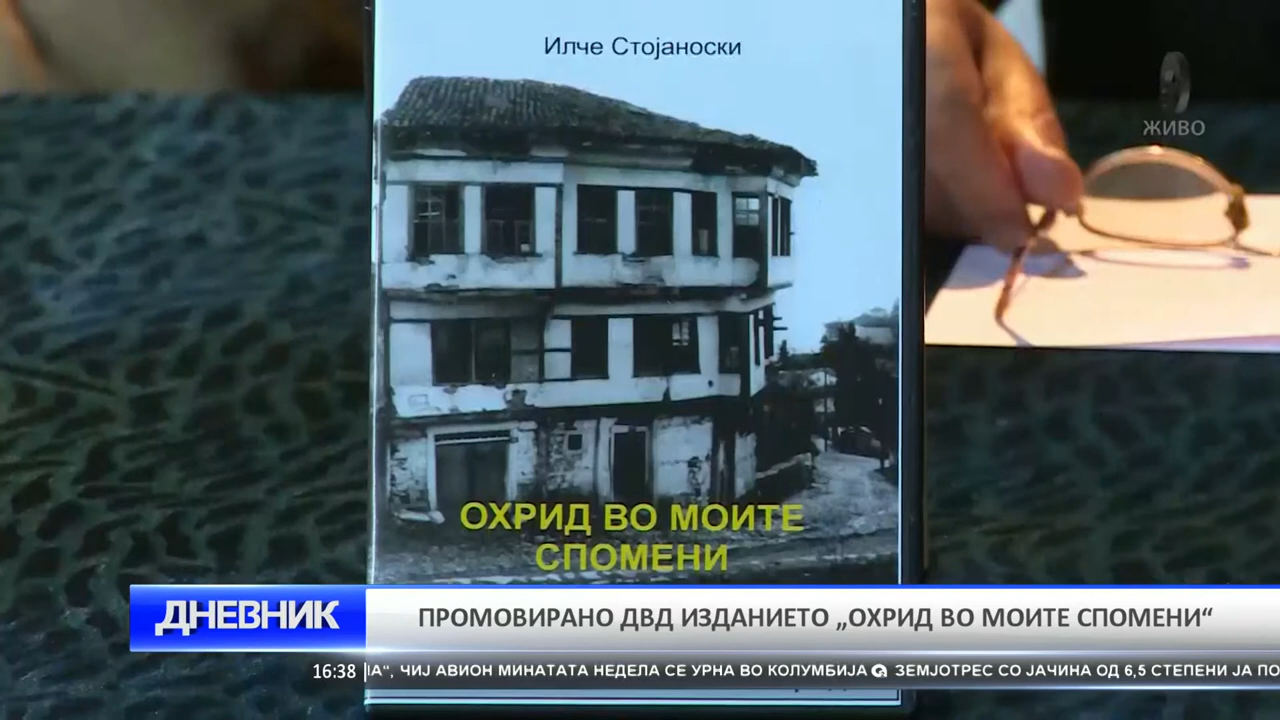 Илче Стојаноски
ЖИВО
ОХРИД ВО МОИТЕ
СПОМЕНИ
ДНЕВНИК
ПРОМОВИРАНО ДВД ИЗДАНИЕТО „ОХРИД ВО МОИТЕ СПОМЕНИ“
16:38
“, ЧИЈ АВИОН МИНАТАТА НЕДЕЛА СЕ УРНА ВО КОЛУМБИЈА ЗЕМЈОТРЕС СО ЈАЧИНА ОД 6,5 СТЕПЕНИ ЈА